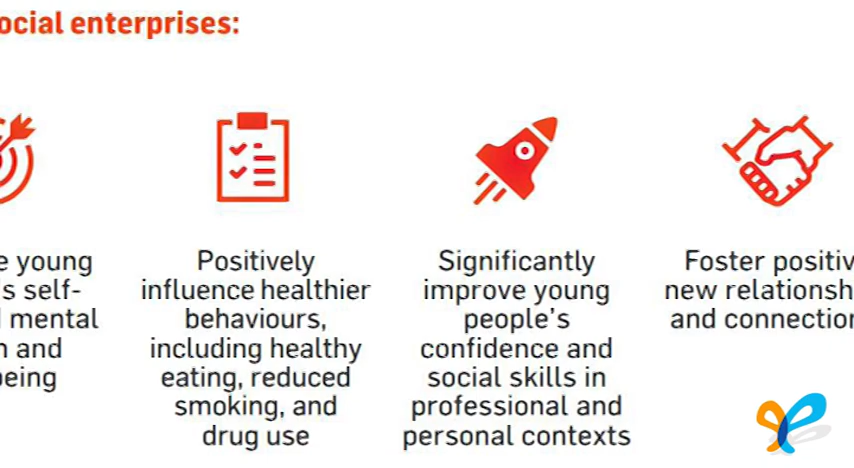 ocial enterprises:
e young
s self-
d mental
h and
being
Positively
influence healthier
behaviours,
including healthy
eating, reduced
smoking, and
drug use
Significantly
improve young
people's
confidence and
social skills in
professional and
personal contexts
Foster positiv
new relationsh
and connection